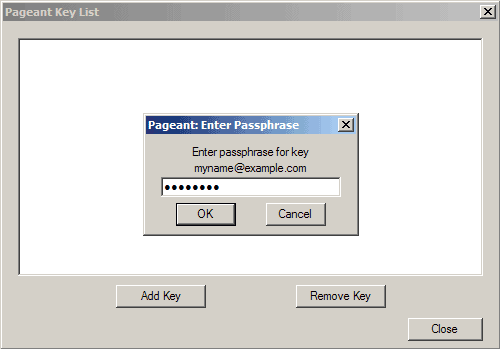 Pageant Key List
Pageant: Enter Passphrase
Enter passphrase for key
myname@example.com
●●●●●●●●
OK Cancel
Add Key Remove Key
Close